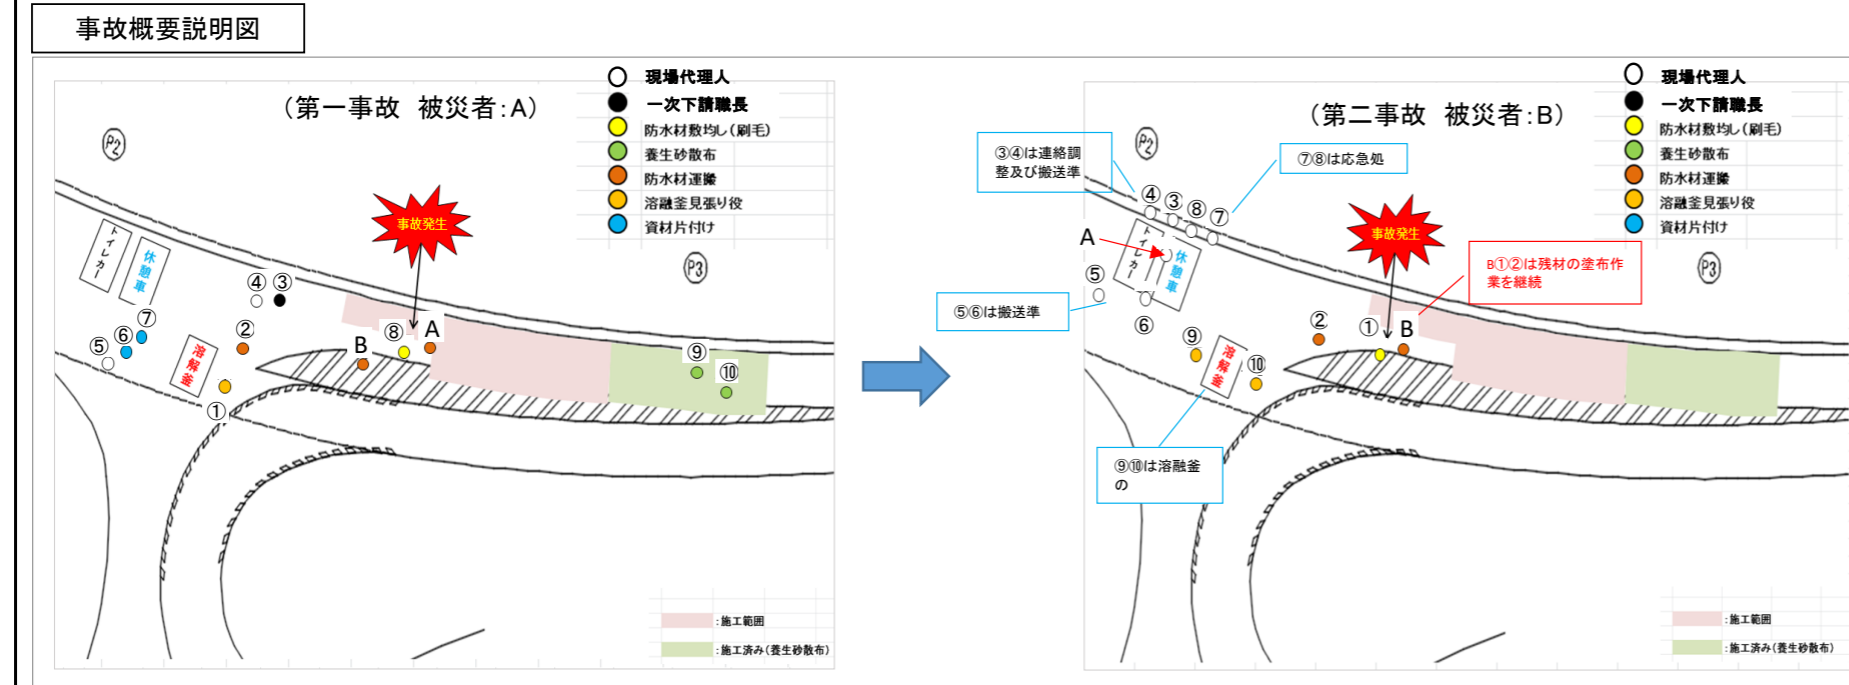 事故概要説明図
（第一事故　被災者：A）
現場代理人
一次下請職長
防水材敷均し（刷毛）
養生砂散布
防水材運搬
溶融釜見張り役
資材片付け
P2
事故発生
P3
トイレカー
休憩車
④
③
⑦
⑥
⑤
②
溶解釜
①
B
⑧
A
⑨
⑩
：施工範囲
：施工済み（養生砂散布）
（第二事故　被災者：B）
現場代理人
一次下請職長
防水材敷均し（刷毛）
養生砂散布
防水材運搬
溶融釜見張り役
資材片付け
P2
③④は連絡調
整及び搬送準
⑦⑧は応急処
④
③
⑧
⑦
事故発生
A
トイレカー
休憩車
P3
B①②は残材の塗布作
業を継続
⑤
⑤⑥は搬送準
⑥
②
①
B
⑨
溶解釜
⑩
⑨⑩は溶融釜
の
：施工範囲
：施工済み（養生砂散布）